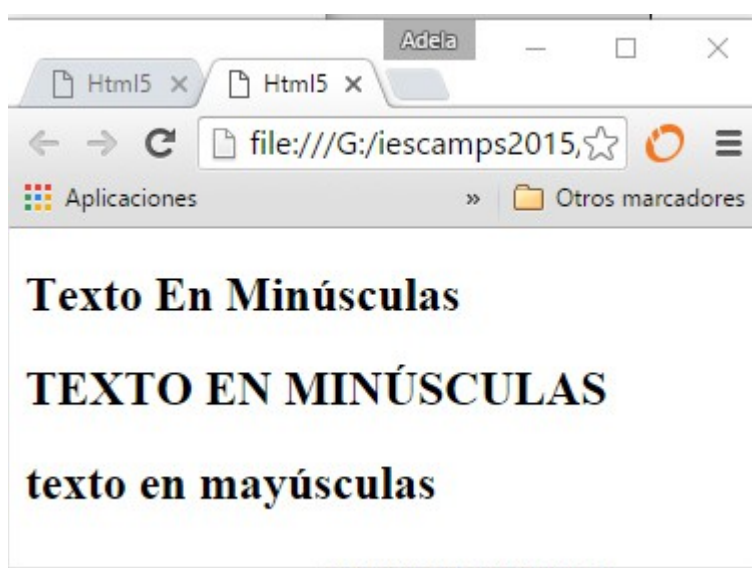 Adela
Html5 Html5
file:///G:/iescamps2015,
Aplicaciones » Otros marcadores
Texto En Minúsculas
TEXTO EN MINÚSCULAS
texto en mayúsculas